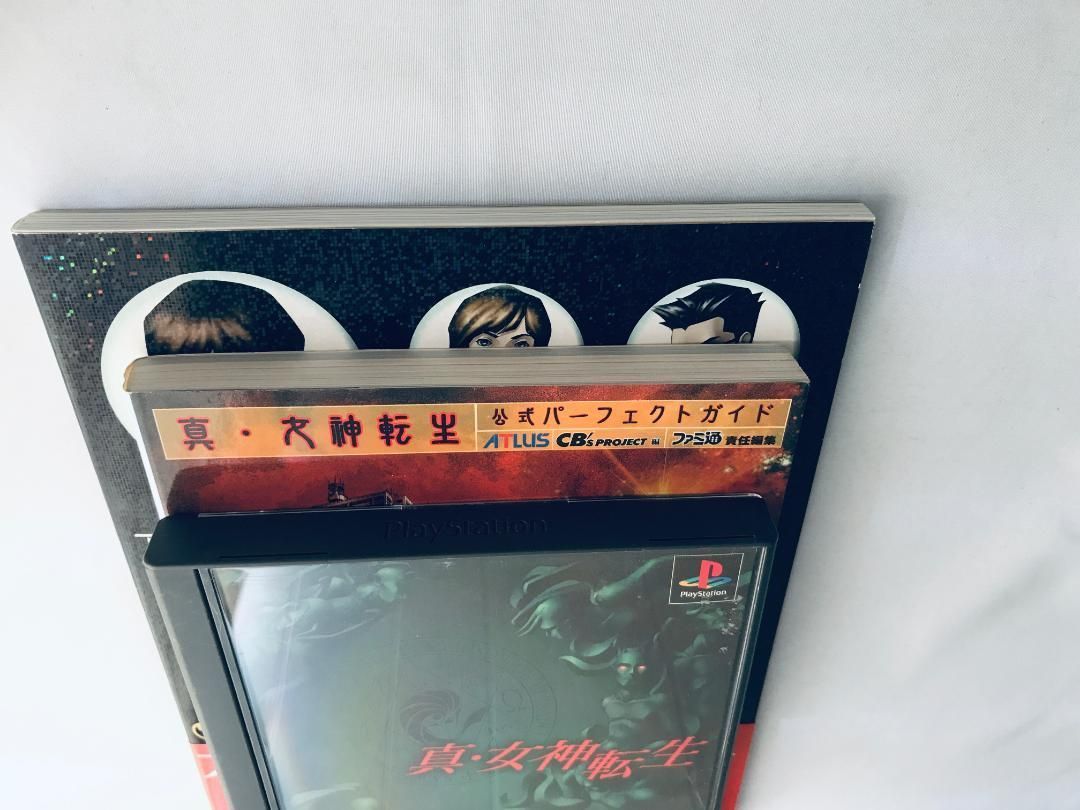 真・女神転生
公式パーフェクトガイド
ATLUS CB's PROJECT 編 ファミ通 責任編集
PlayStation
PlayStation
真・女神転生